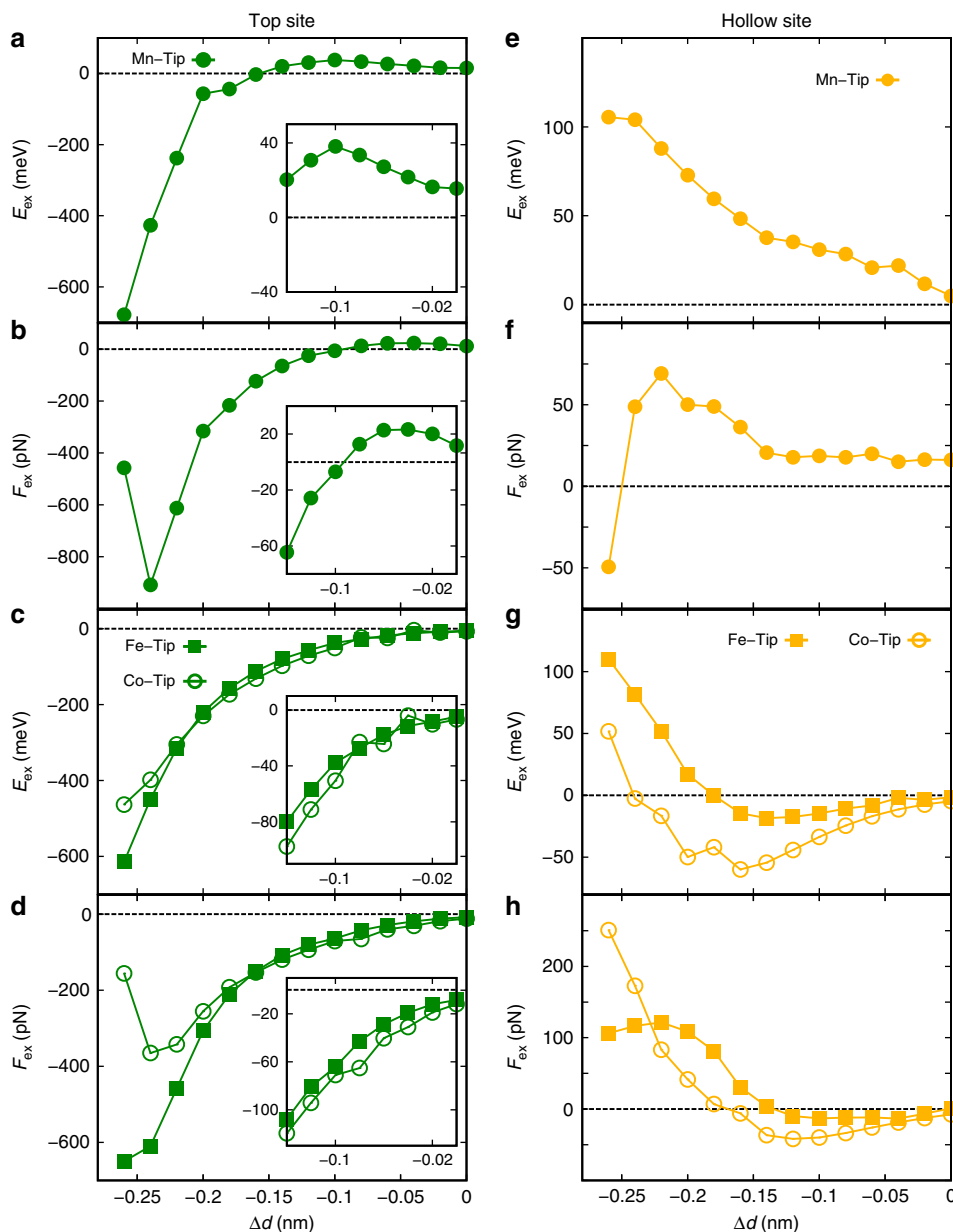 Top site
Hollow site
a
Mn–Tip
0
−200
−400
−600
E_ex (meV)
40
0
−40
−0.1
−0.02
e
Mn–Tip
100
50
0
E_ex (meV)
b
0
−200
−400
−600
−800
F_ex (pN)
20
−20
−60
−0.1
−0.02
f
50
0
−50
F_ex (pN)
c
Fe–Tip
Co–Tip
0
−200
−400
−600
E_ex (meV)
0
−40
−80
−0.1
−0.02
g
Fe–Tip
Co–Tip
100
50
0
−50
E_ex (meV)
d
0
−200
−400
−600
F_ex (pN)
−20
−60
−100
−0.1
−0.02
h
200
100
0
F_ex (pN)
−0.25
−0.2
−0.15
−0.1
−0.05
0
Δd (nm)
−0.25
−0.2
−0.15
−0.1
−0.05
0
Δd (nm)